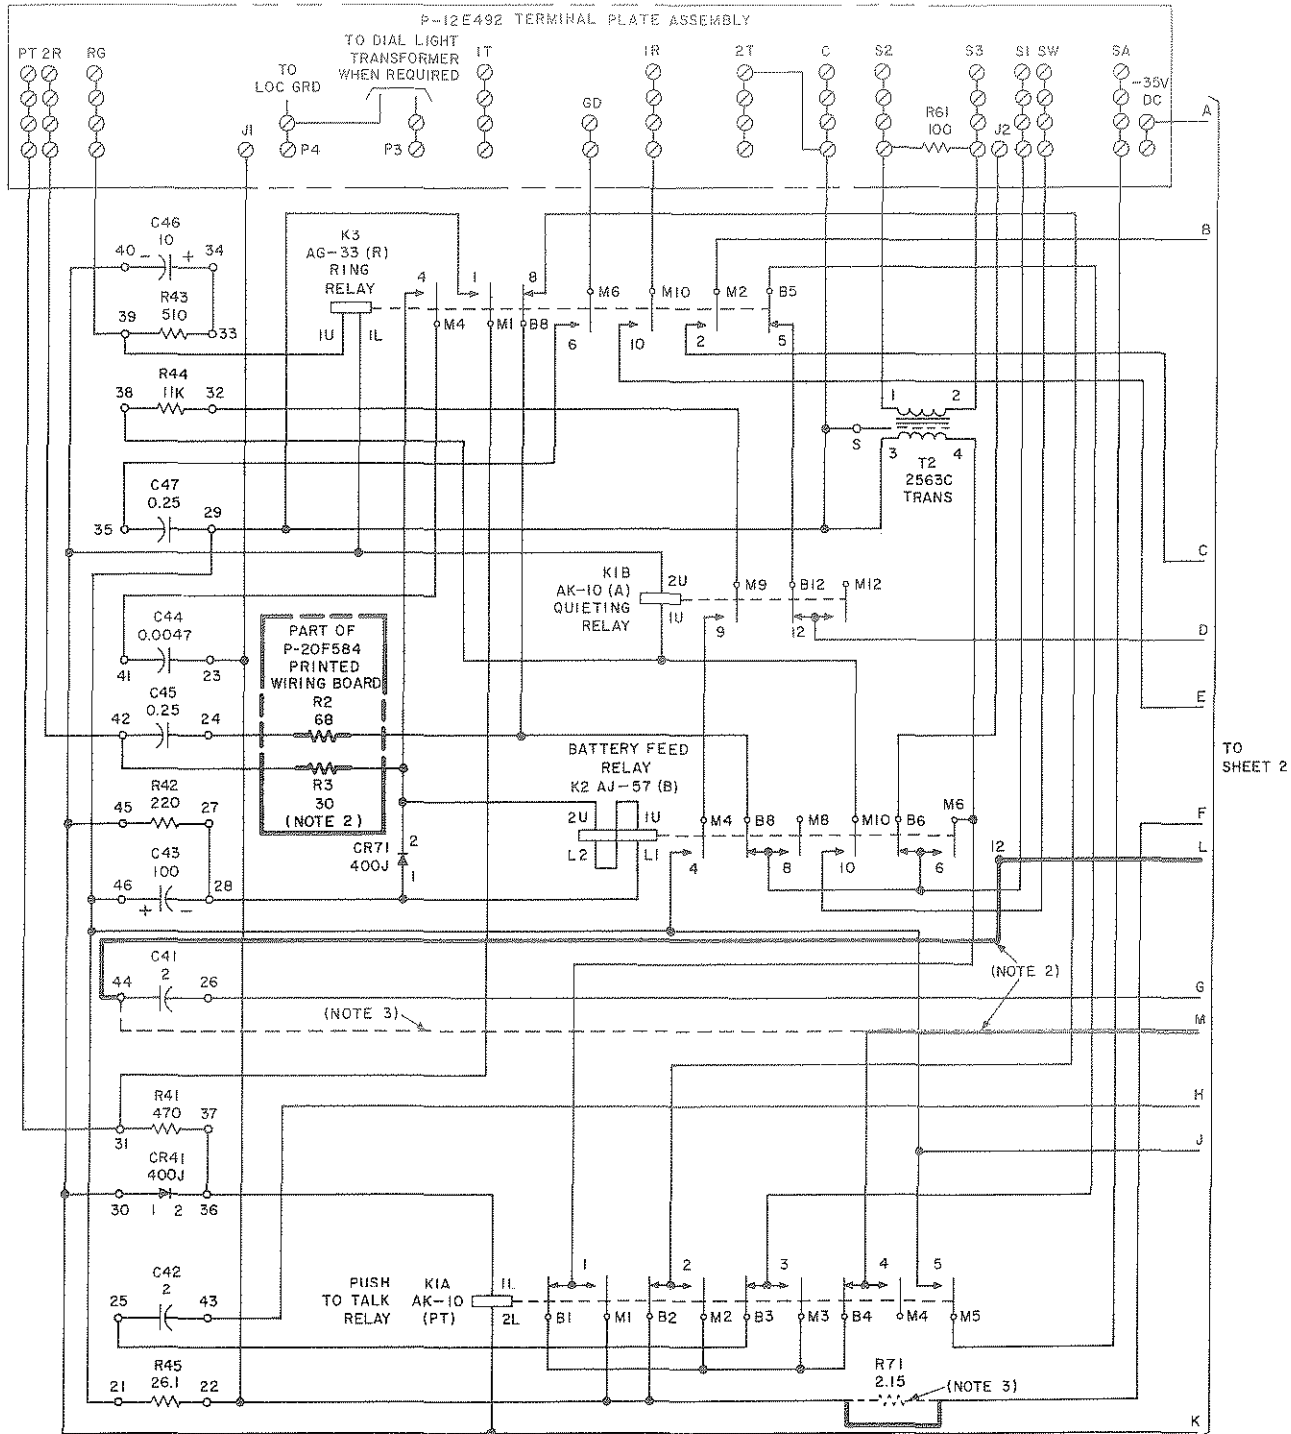 P-12E492 TERMINAL PLATE ASSEMBLY
PT 2R RG
TO LOC GRD
TO DIAL LIGHT TRANSFORMER WHEN REQUIRED
1T
1R
2T
C
S2
S3
S1 SW
SA
-35V DC
GD
J1
P4
P3
R61
100
J2
A
C46
10
40 - + 34
R43
510
39 33
K3
AG-33 (R)
RING
RELAY
1U 1L
4 1 8
M4 M1 B8
M6 M10 M2 B5
6 10 2 5
B
R44
11K
38 32
1 2
S
3 4
T2
2563C
TRANS
C47
0.25
35 29
C
K1B
AK-10 (A)
QUIETING
RELAY
2U
1U
M9 B12 M12
9 12
D
C44
0.0047
41 23
PART OF
P-20F584
PRINTED
WIRING BOARD
R2
68
R3
30
(NOTE 2)
E
C45
0.25
42 24
TO
SHEET 2
BATTERY FEED
RELAY
K2 AJ-57 (B)
2U 1U
L2 L1
M4 B8 M8 M10 B6 M6
4 8 10 6
R42
220
45 27
F
12
L
CR71
400J
2
1
C43
100
46 28
+ -
C41
2
44 26
(NOTE 2)
G
(NOTE 3)
M
R41
470
31 37
H
J
CR41
400J
30 1 2 36
C42
2
25 43
PUSH
TO TALK
RELAY
K1A
AK-10
(PT)
1L
2L
1 2 3 4 5
B1 M1 B2 M2 B3 M3 B4 M4 M5
R45
26.1
21 22
R71
2.15
(NOTE 3)
K